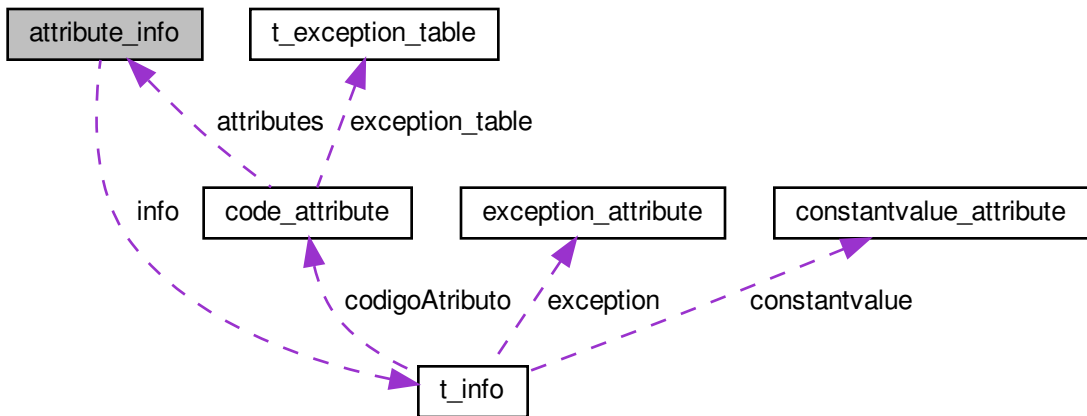 attribute_info
t_exception_table
attributes
exception_table
info
code_attribute
exception_attribute
constantvalue_attribute
codigoAtributo
exception
constantvalue
t_info